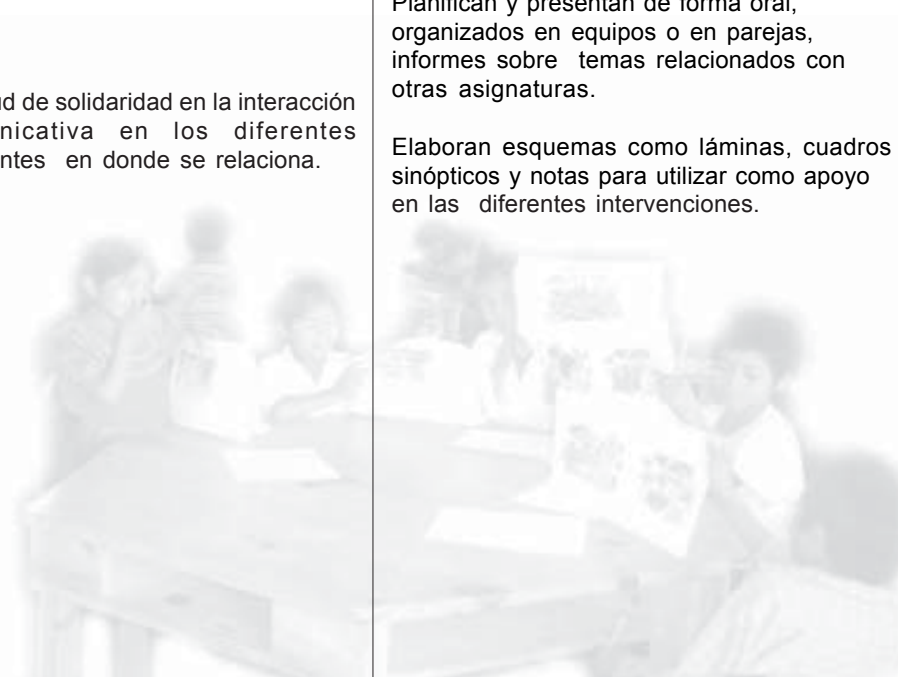 ud de solidaridad en la interacción
nicativa en los diferentes
ntes en donde se relaciona.
Planifican y presentan de forma oral,
organizados en equipos o en parejas,
informes sobre temas relacionados con
otras asignaturas.
Elaboran esquemas como láminas, cuadros
sinópticos y notas para utilizar como apoyo
en las diferentes intervenciones.